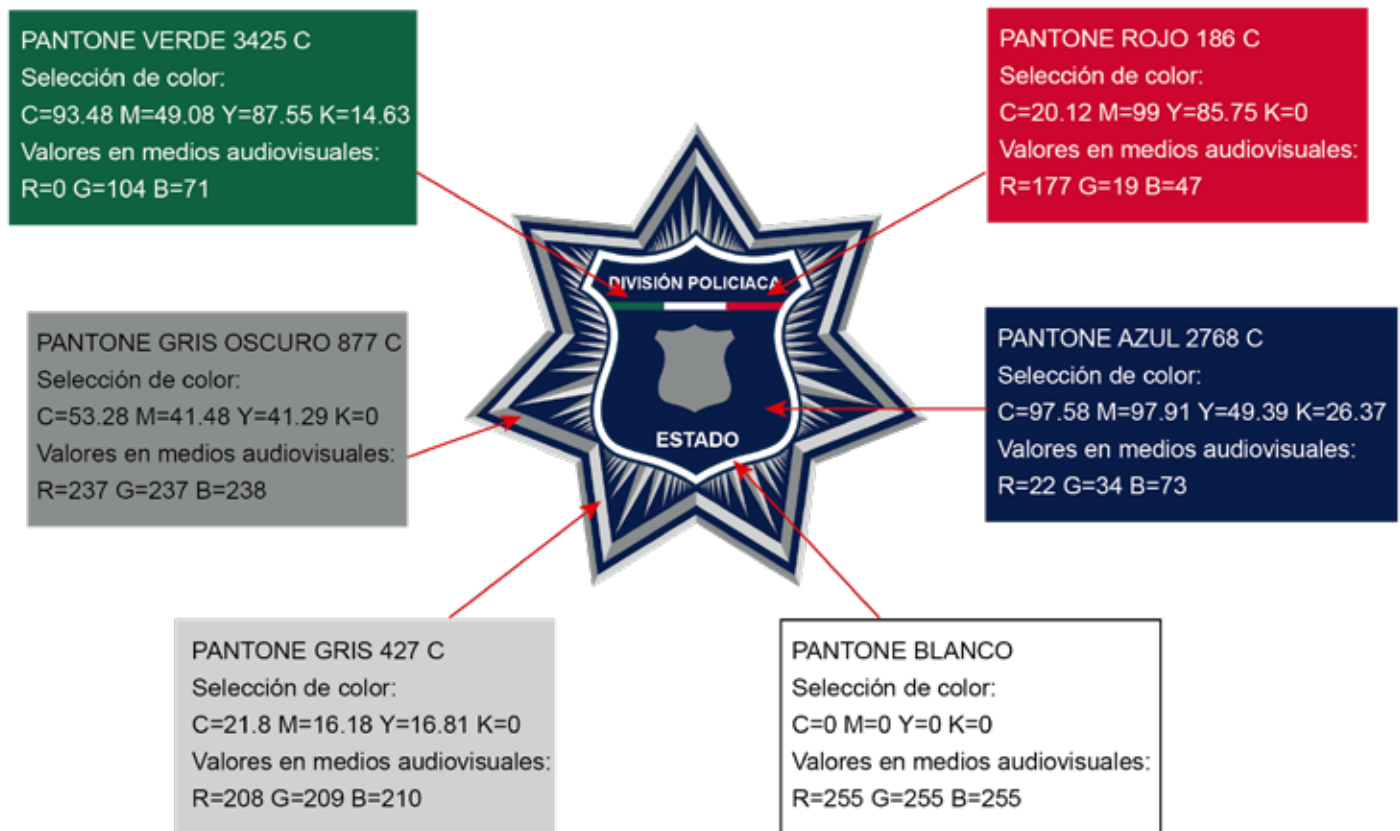 PANTONE VERDE 3425 C
Selección de color:
C=93.48 M=49.08 Y=87.55 K=14.63
Valores en medios audiovisuales:
R=0 G=104 B=71
PANTONE ROJO 186 C
Selección de color:
C=20.12 M=99 Y=85.75 K=0
Valores en medios audiovisuales:
R=177 G=19 B=47
DIVISIÓN POLICIACA
ESTADO
PANTONE GRIS OSCURO 877 C
Selección de color:
C=53.28 M=41.48 Y=41.29 K=0
Valores en medios audiovisuales:
R=237 G=237 B=238
PANTONE AZUL 2768 C
Selección de color:
C=97.58 M=97.91 Y=49.39 K=26.37
Valores en medios audiovisuales:
R=22 G=34 B=73
PANTONE GRIS 427 C
Selección de color:
C=21.8 M=16.18 Y=16.81 K=0
Valores en medios audiovisuales:
R=208 G=209 B=210
PANTONE BLANCO
Selección de color:
C=0 M=0 Y=0 K=0
Valores en medios audiovisuales:
R=255 G=255 B=255